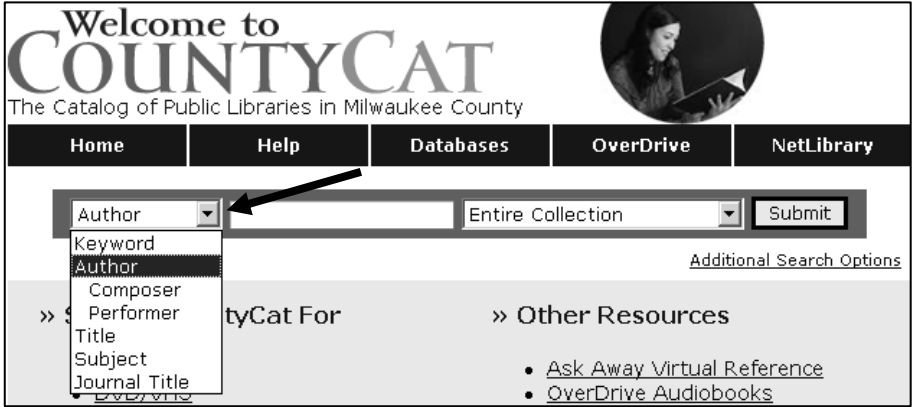 Welcome to
COUNTYCAT
The Catalog of Public Libraries in Milwaukee County
Home Help Databases OverDrive NetLibrary
Author Entire Collection Submit
Keyword
Author
Composer
Performer
Title
Subject
Journal Title
Additional Search Options
» tyCat For » Other Resources
• Ask Away Virtual Reference
• DVD/VHS • OverDrive Audiobooks